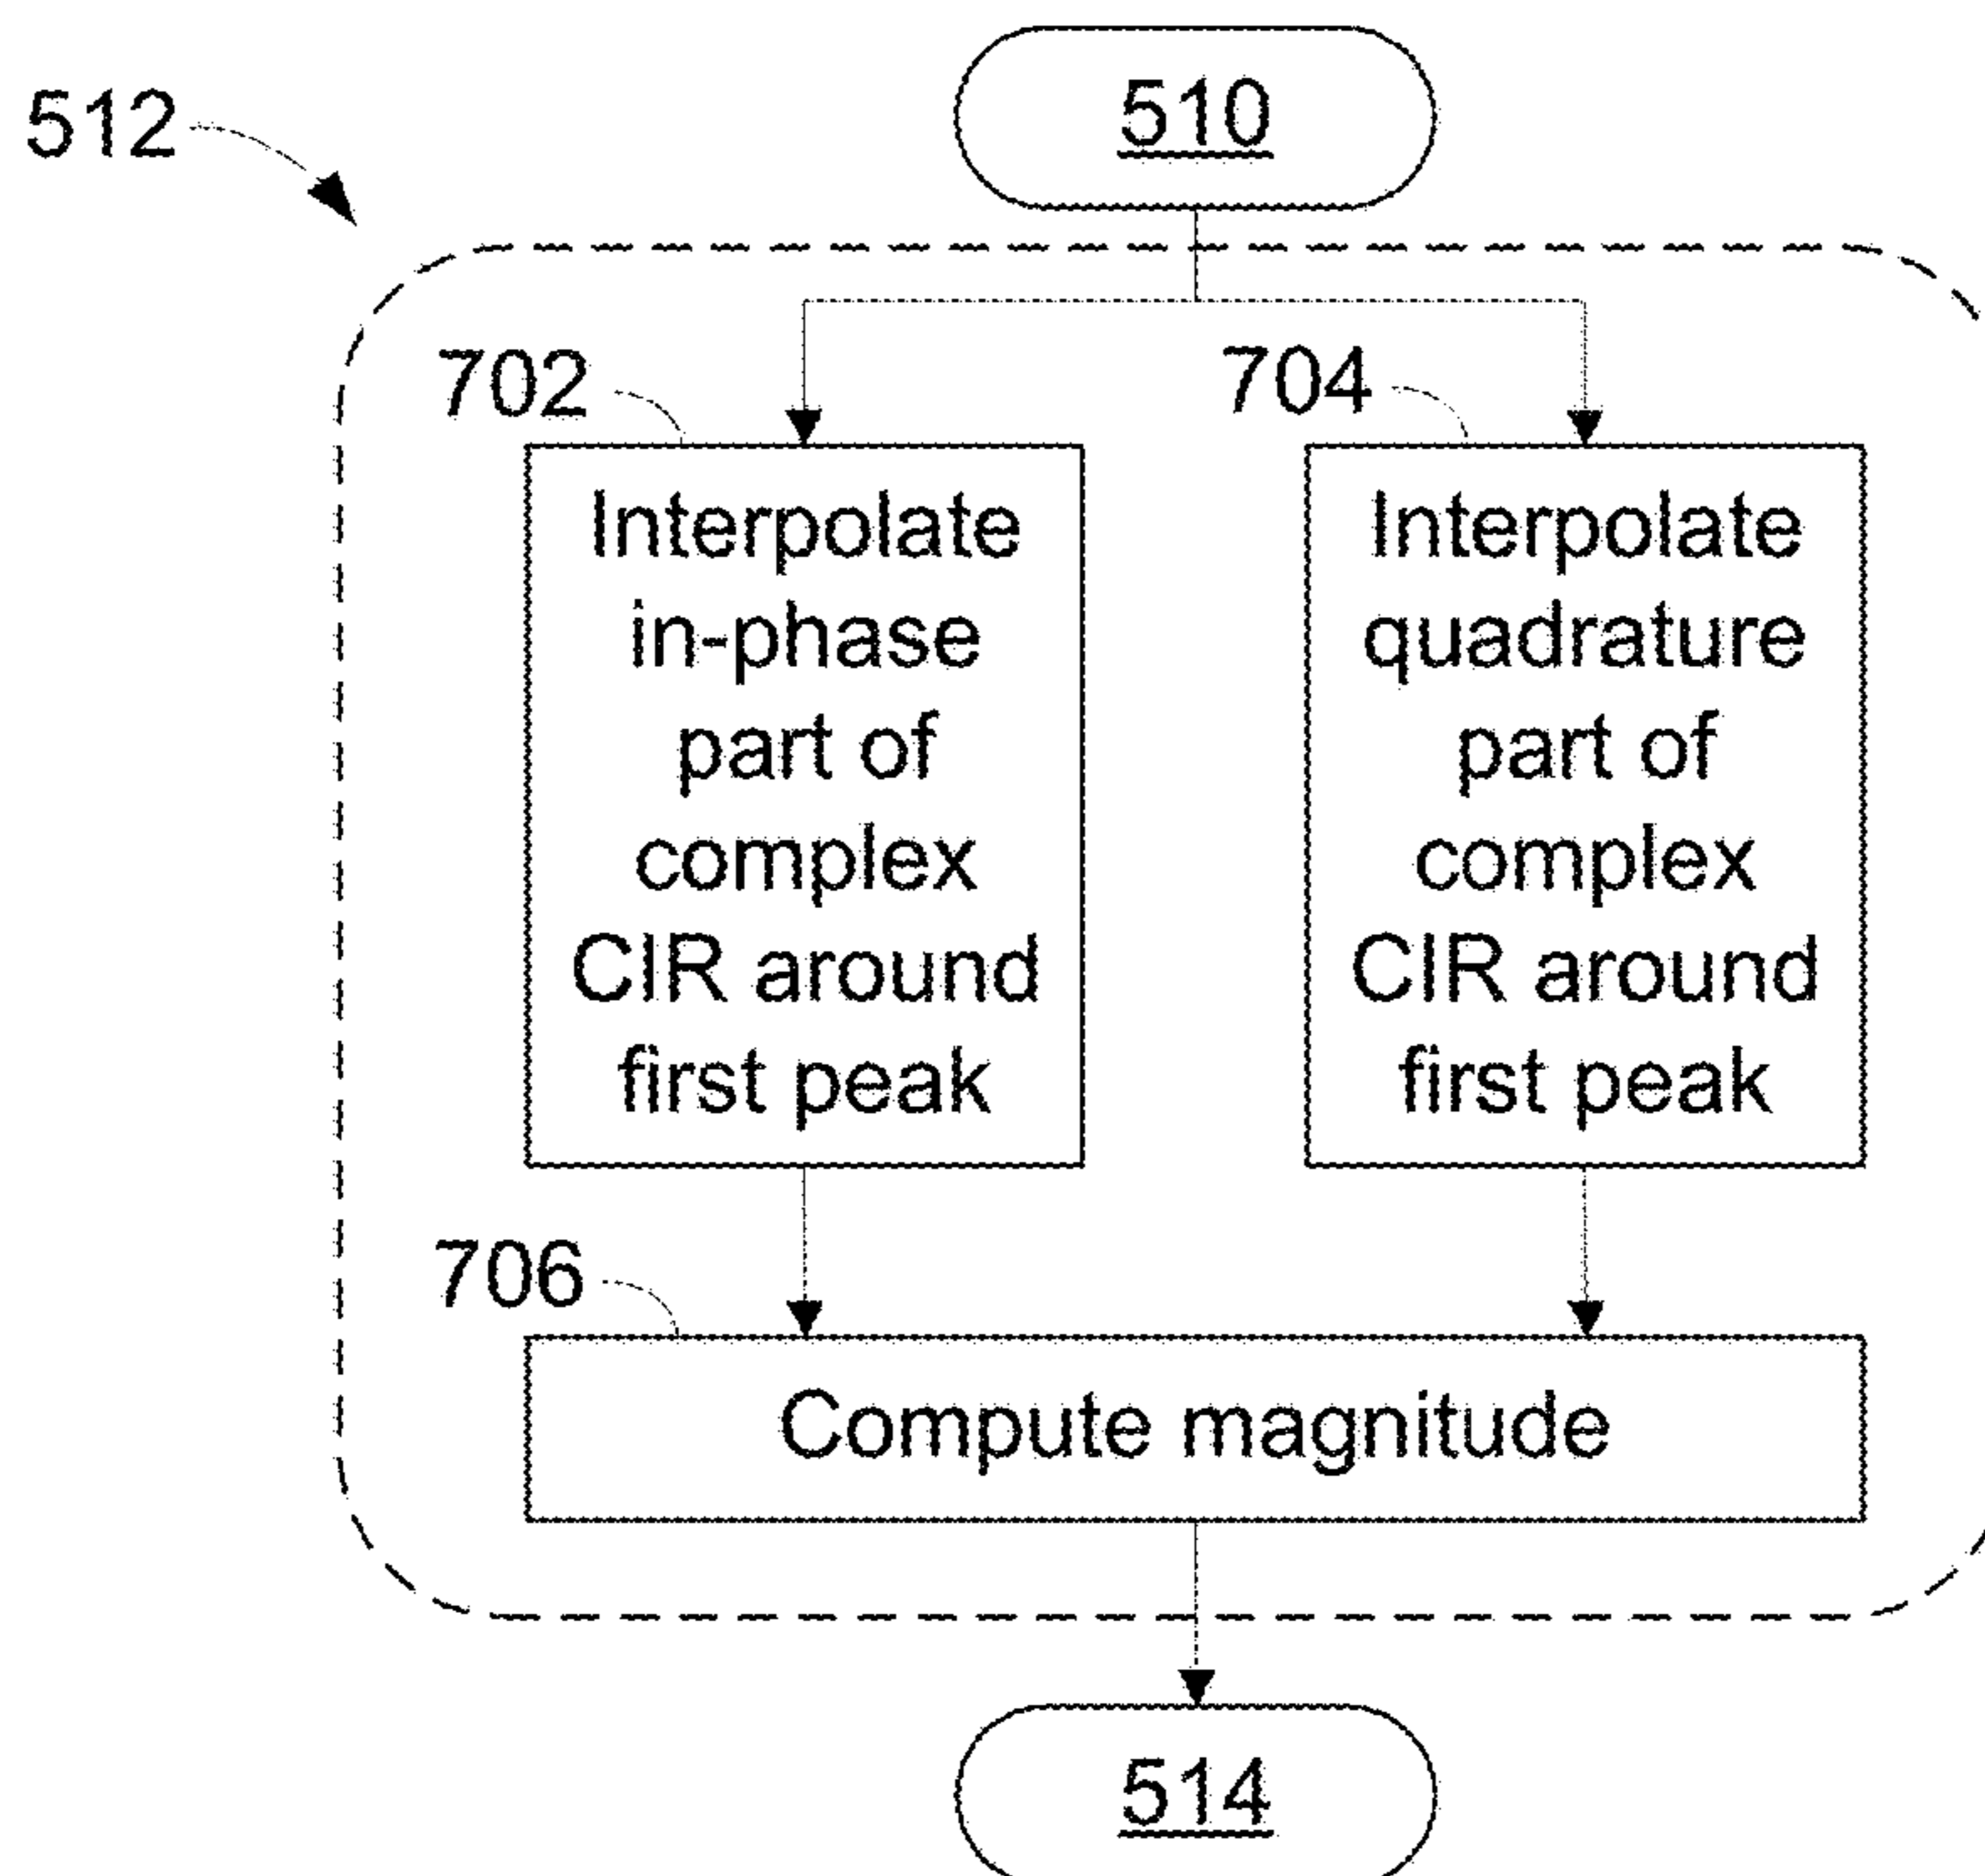 510
512
702
704
Interpolate
in-phase
part of
complex
CIR around
first peak
Interpolate
quadrature
part of
complex
CIR around
first peak
706
Compute magnitude
514